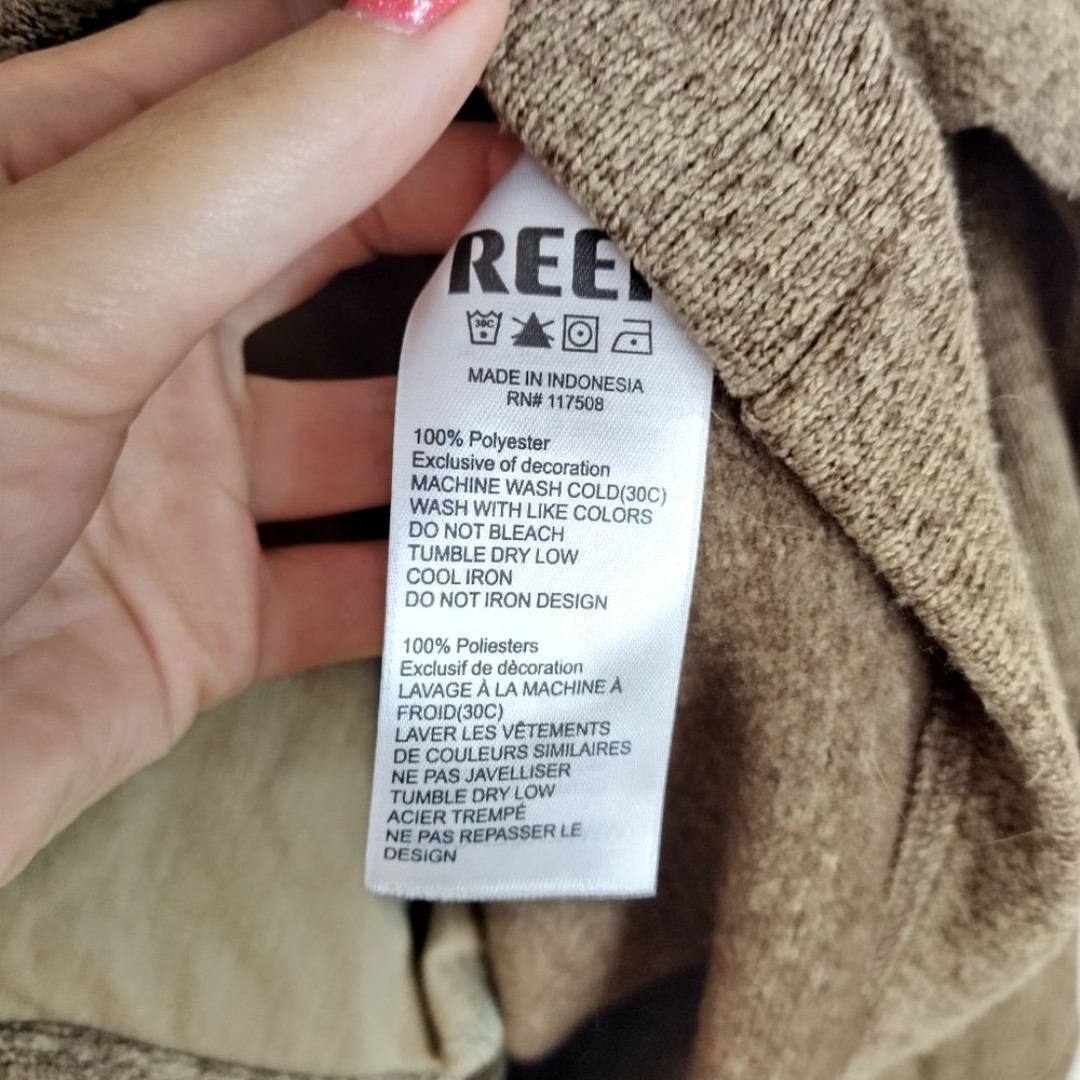 REEF
30C
MADE IN INDONESIA
RN# 117508
100% Polyester
Exclusive of decoration
MACHINE WASH COLD(30C)
WASH WITH LIKE COLORS
DO NOT BLEACH
TUMBLE DRY LOW
COOL IRON
DO NOT IRON DESIGN
100% Poliesters
Exclusif de dècoration
LAVAGE À LA MACHINE À
FROID(30C)
LAVER LES VÊTEMENTS
DE COULEURS SIMILAIRES
NE PAS JAVELLISER
TUMBLE DRY LOW
ACIER TREMPÉ
NE PAS REPASSER LE
DESIGN